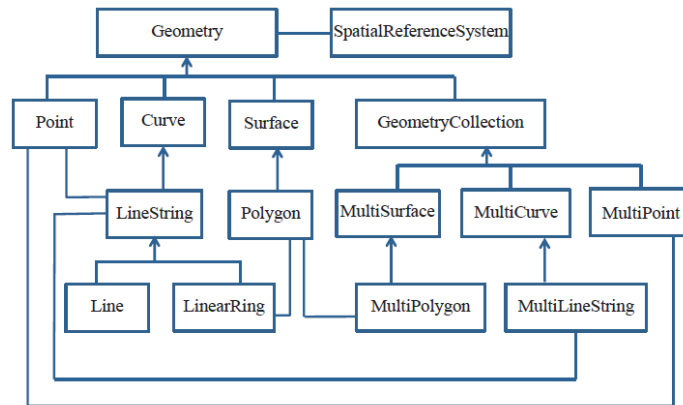 Geometry
SpatialReferenceSystem
Point
Curve
Surface
GeometryCollection
LineString
Polygon
MultiSurface
MultiCurve
MultiPoint
Line
LinearRing
MultiPolygon
MultiLineString